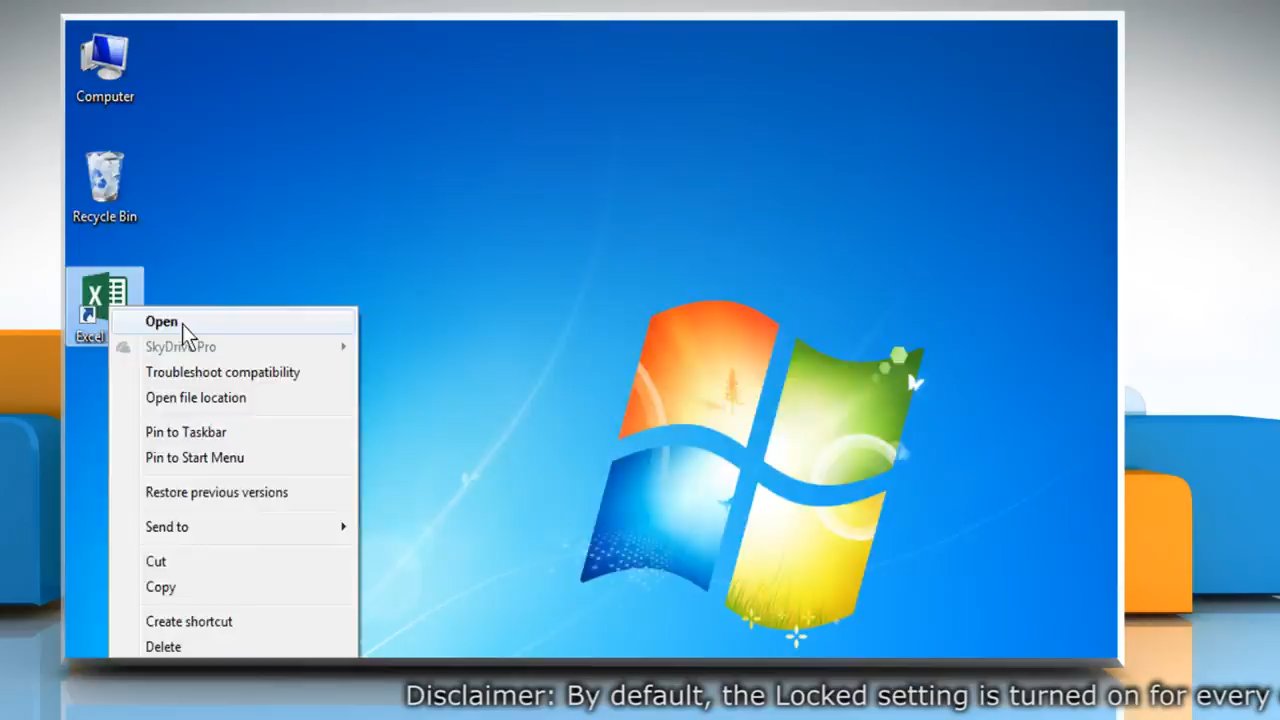 Computer
Recycle Bin
Excel
Open
SkyDrive Pro
Troubleshoot compatibility
Open file location
Pin to Taskbar
Pin to Start Menu
Restore previous versions
Send to
Cut
Copy
Create shortcut
Delete
Disclaimer: By default, the Locked setting is turned on for every